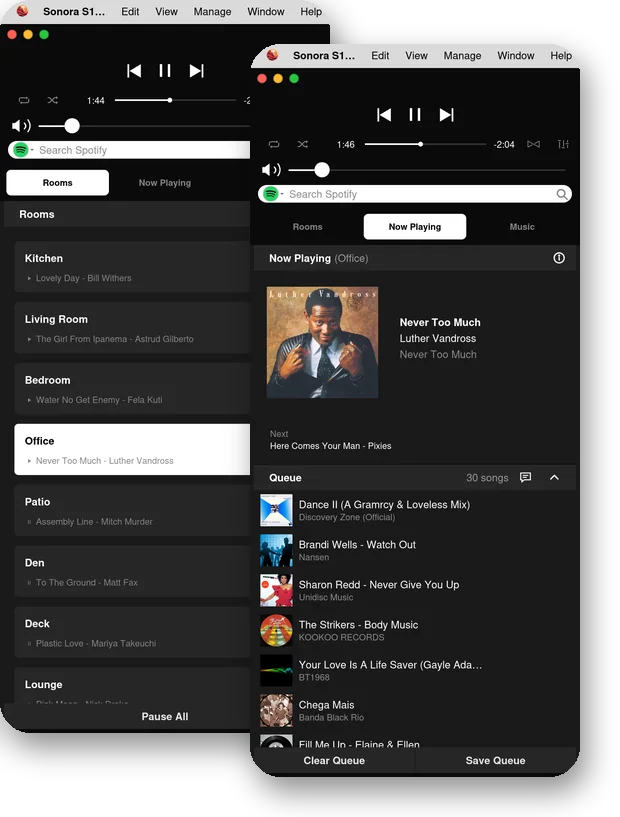 Sonora S1... Edit View Manage Window Help
1:44
Search Spotify
Rooms Now Playing
Rooms
Kitchen
Lovely Day - Bill Withers
Living Room
The Girl From Ipanema - Astrud Gilberto
Bedroom
Water No Get Enemy - Fela Kuti
Office
Never Too Much - Luther Vandross
Patio
Assembly Line - Mitch Murder
Den
To The Ground - Matt Fax
Deck
Plastic Love - Mariya Takeuchi
Lounge
Pink Moon - Nick Drake
Pause All
Sonora S1... Edit View Manage Window Help
1:46 -2:04
Search Spotify
Rooms Now Playing Music
Now Playing (Office)
Luther Vandross
Never Too Much
Luther Vandross
Never Too Much
Next
Here Comes Your Man - Pixies
Queue 30 songs
Dance II (A Gramrcy & Loveless Mix)
Discovery Zone (Official)
Brandi Wells - Watch Out
Nansen
Sharon Redd - Never Give You Up
Unidisc Music
The Strikers - Body Music
KOOKOO RECORDS
Your Love Is A Life Saver (Gayle Ada...
BT1968
Chega Mais
Banda Black Rio
Fill Me Up - Elaine & Ellen
Clear Queue Save Queue